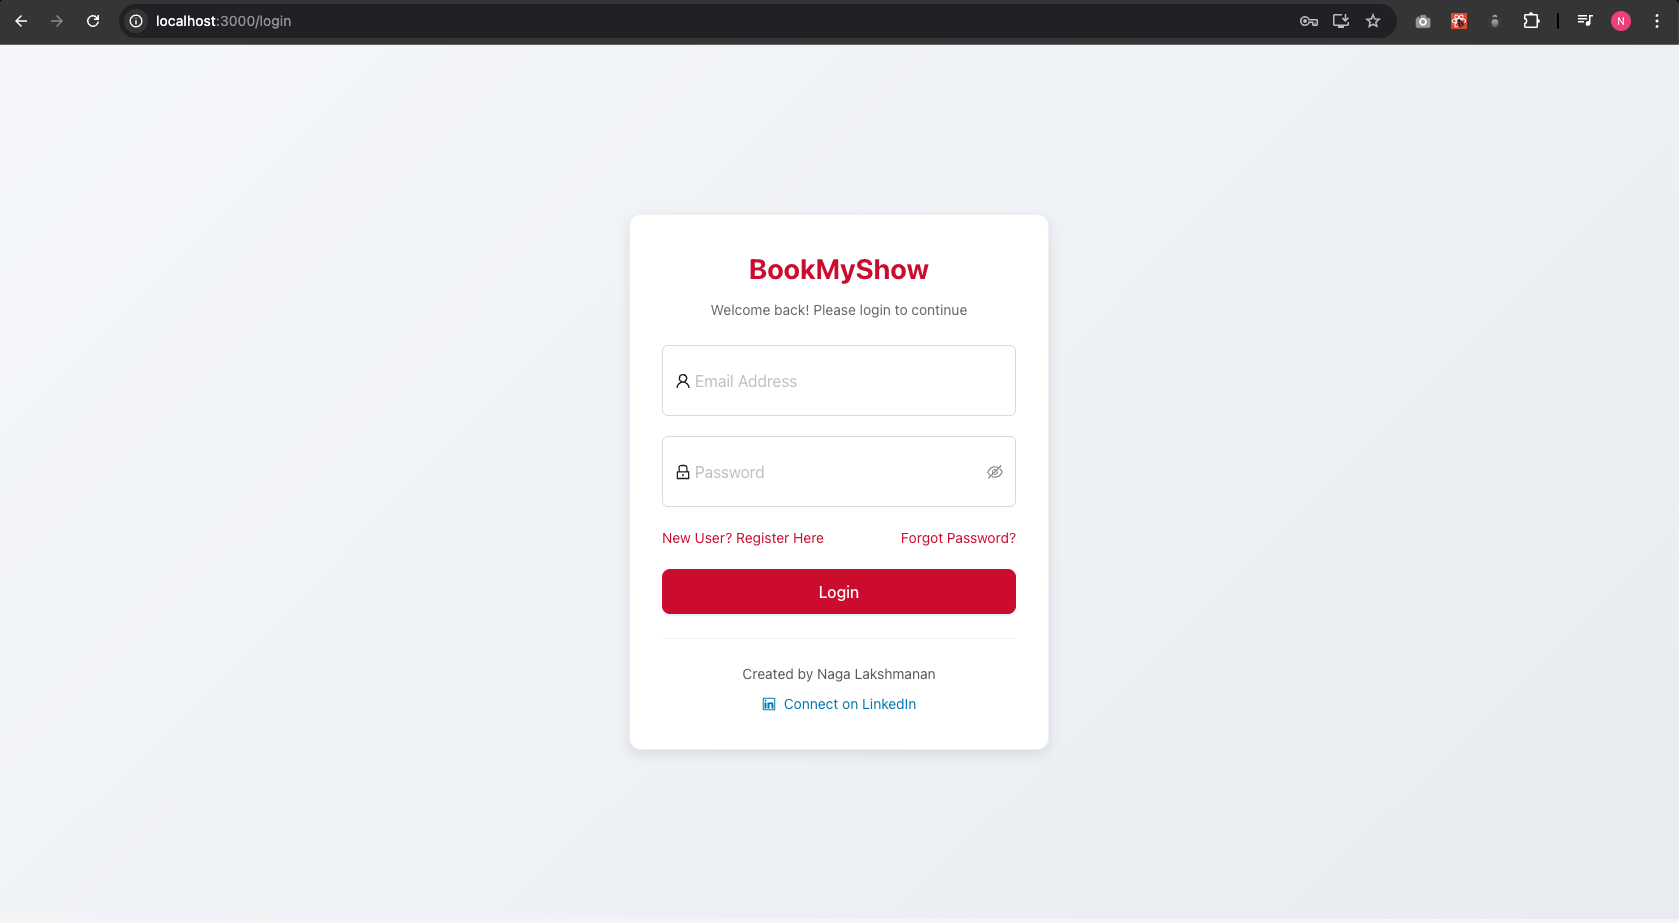 localhost:3000/login
N
BookMyShow
Welcome back! Please login to continue
Email Address
Password
New User? Register Here
Forgot Password?
Login
Created by Naga Lakshmanan
in Connect on LinkedIn